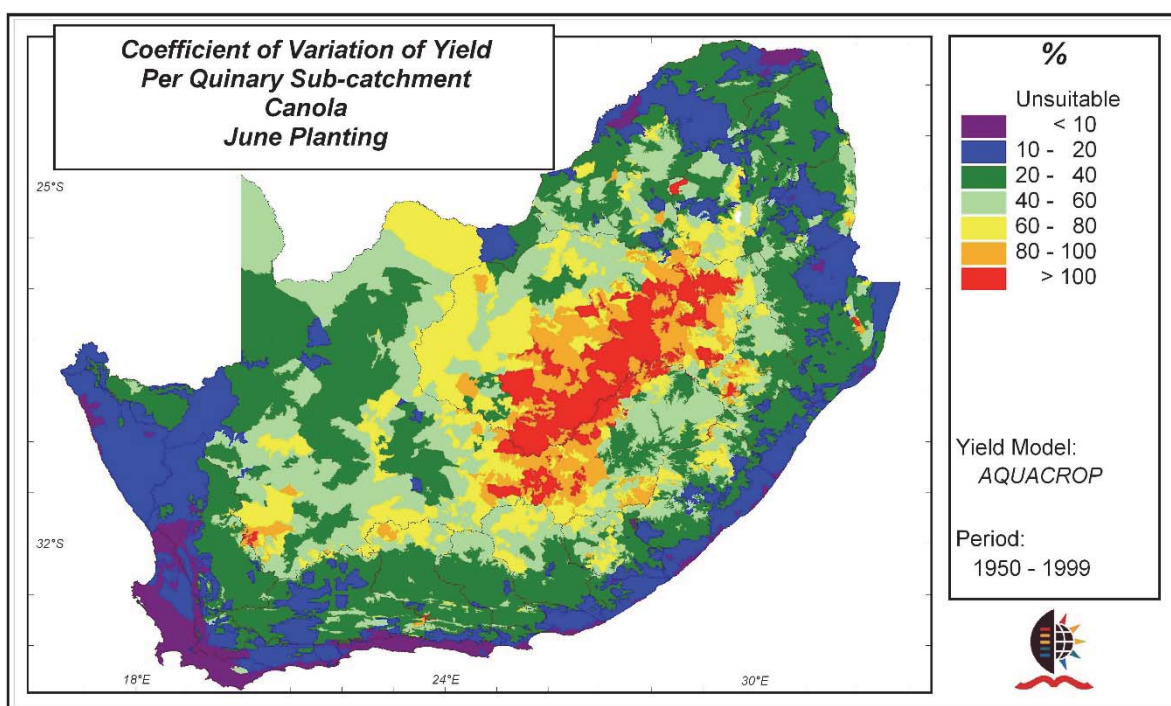 Coefficient of Variation of Yield
Per Quinary Sub-catchment
Canola
June Planting
25°S
32°S
18°E
24°E
30°E
%
Unsuitable
< 10
10 - 20
20 - 40
40 - 60
60 - 80
80 - 100
> 100
Yield Model:
AQUACROP
Period:
1950 - 1999